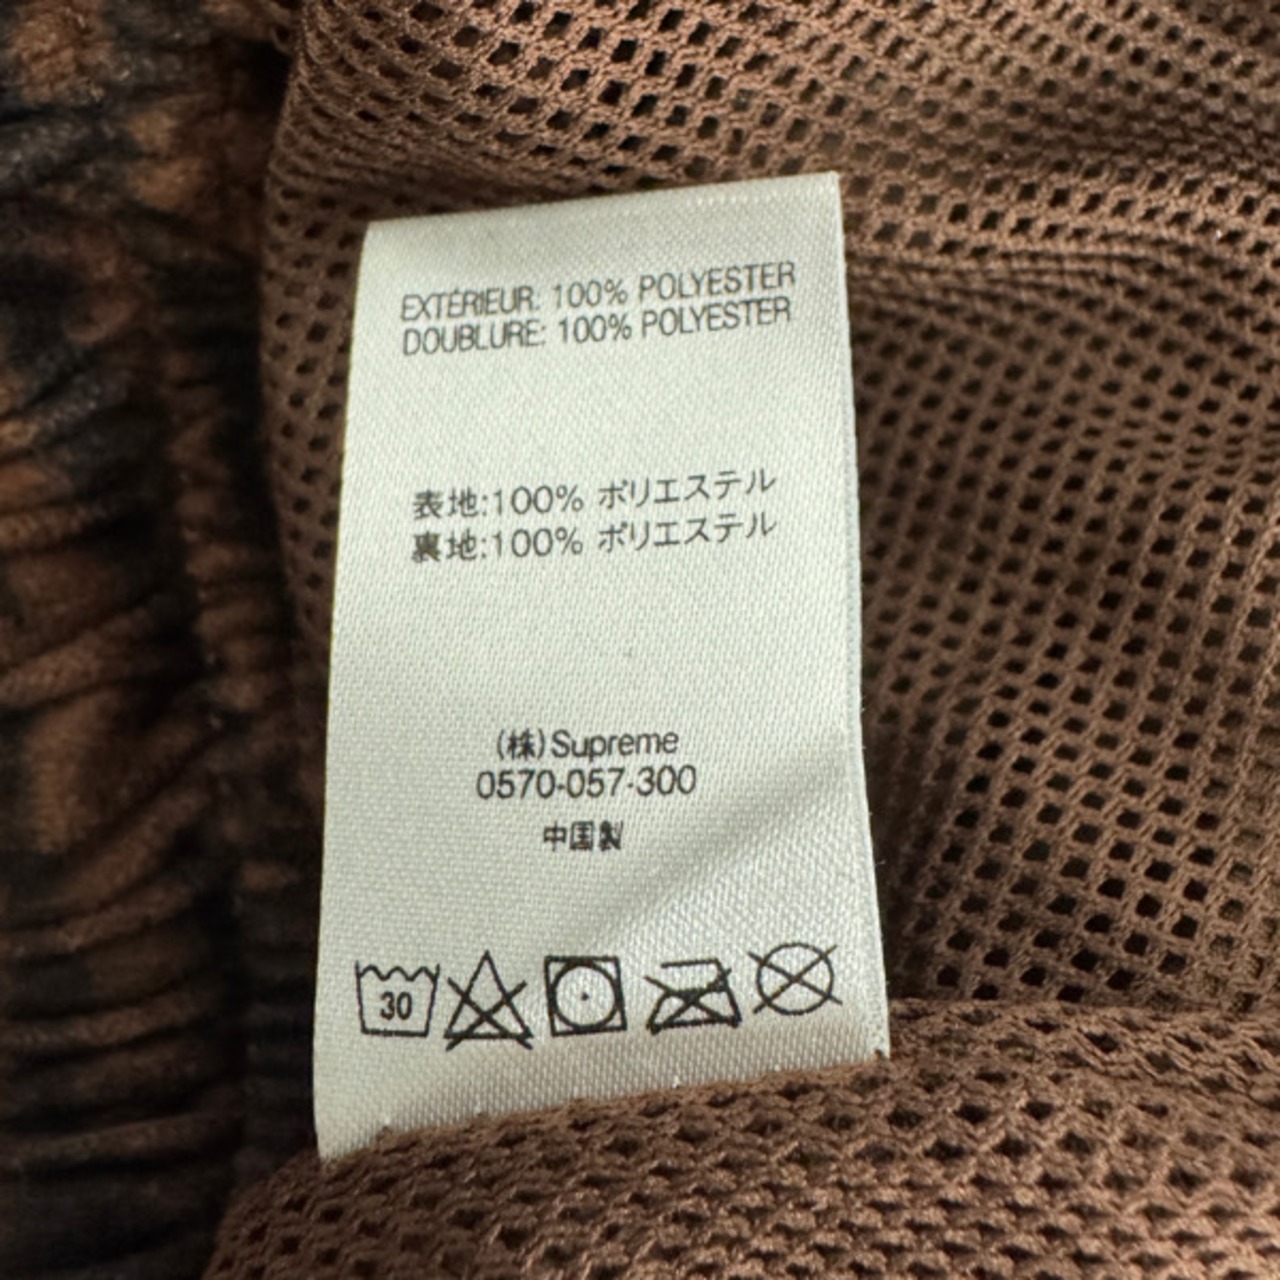 EXTÉRIEUR: 100% POLYESTER
DOUBLURE: 100% POLYESTER
表地:100% ポリエステル
裏地:100% ポリエステル
(株)Supreme
0570-057-300
中国製
30